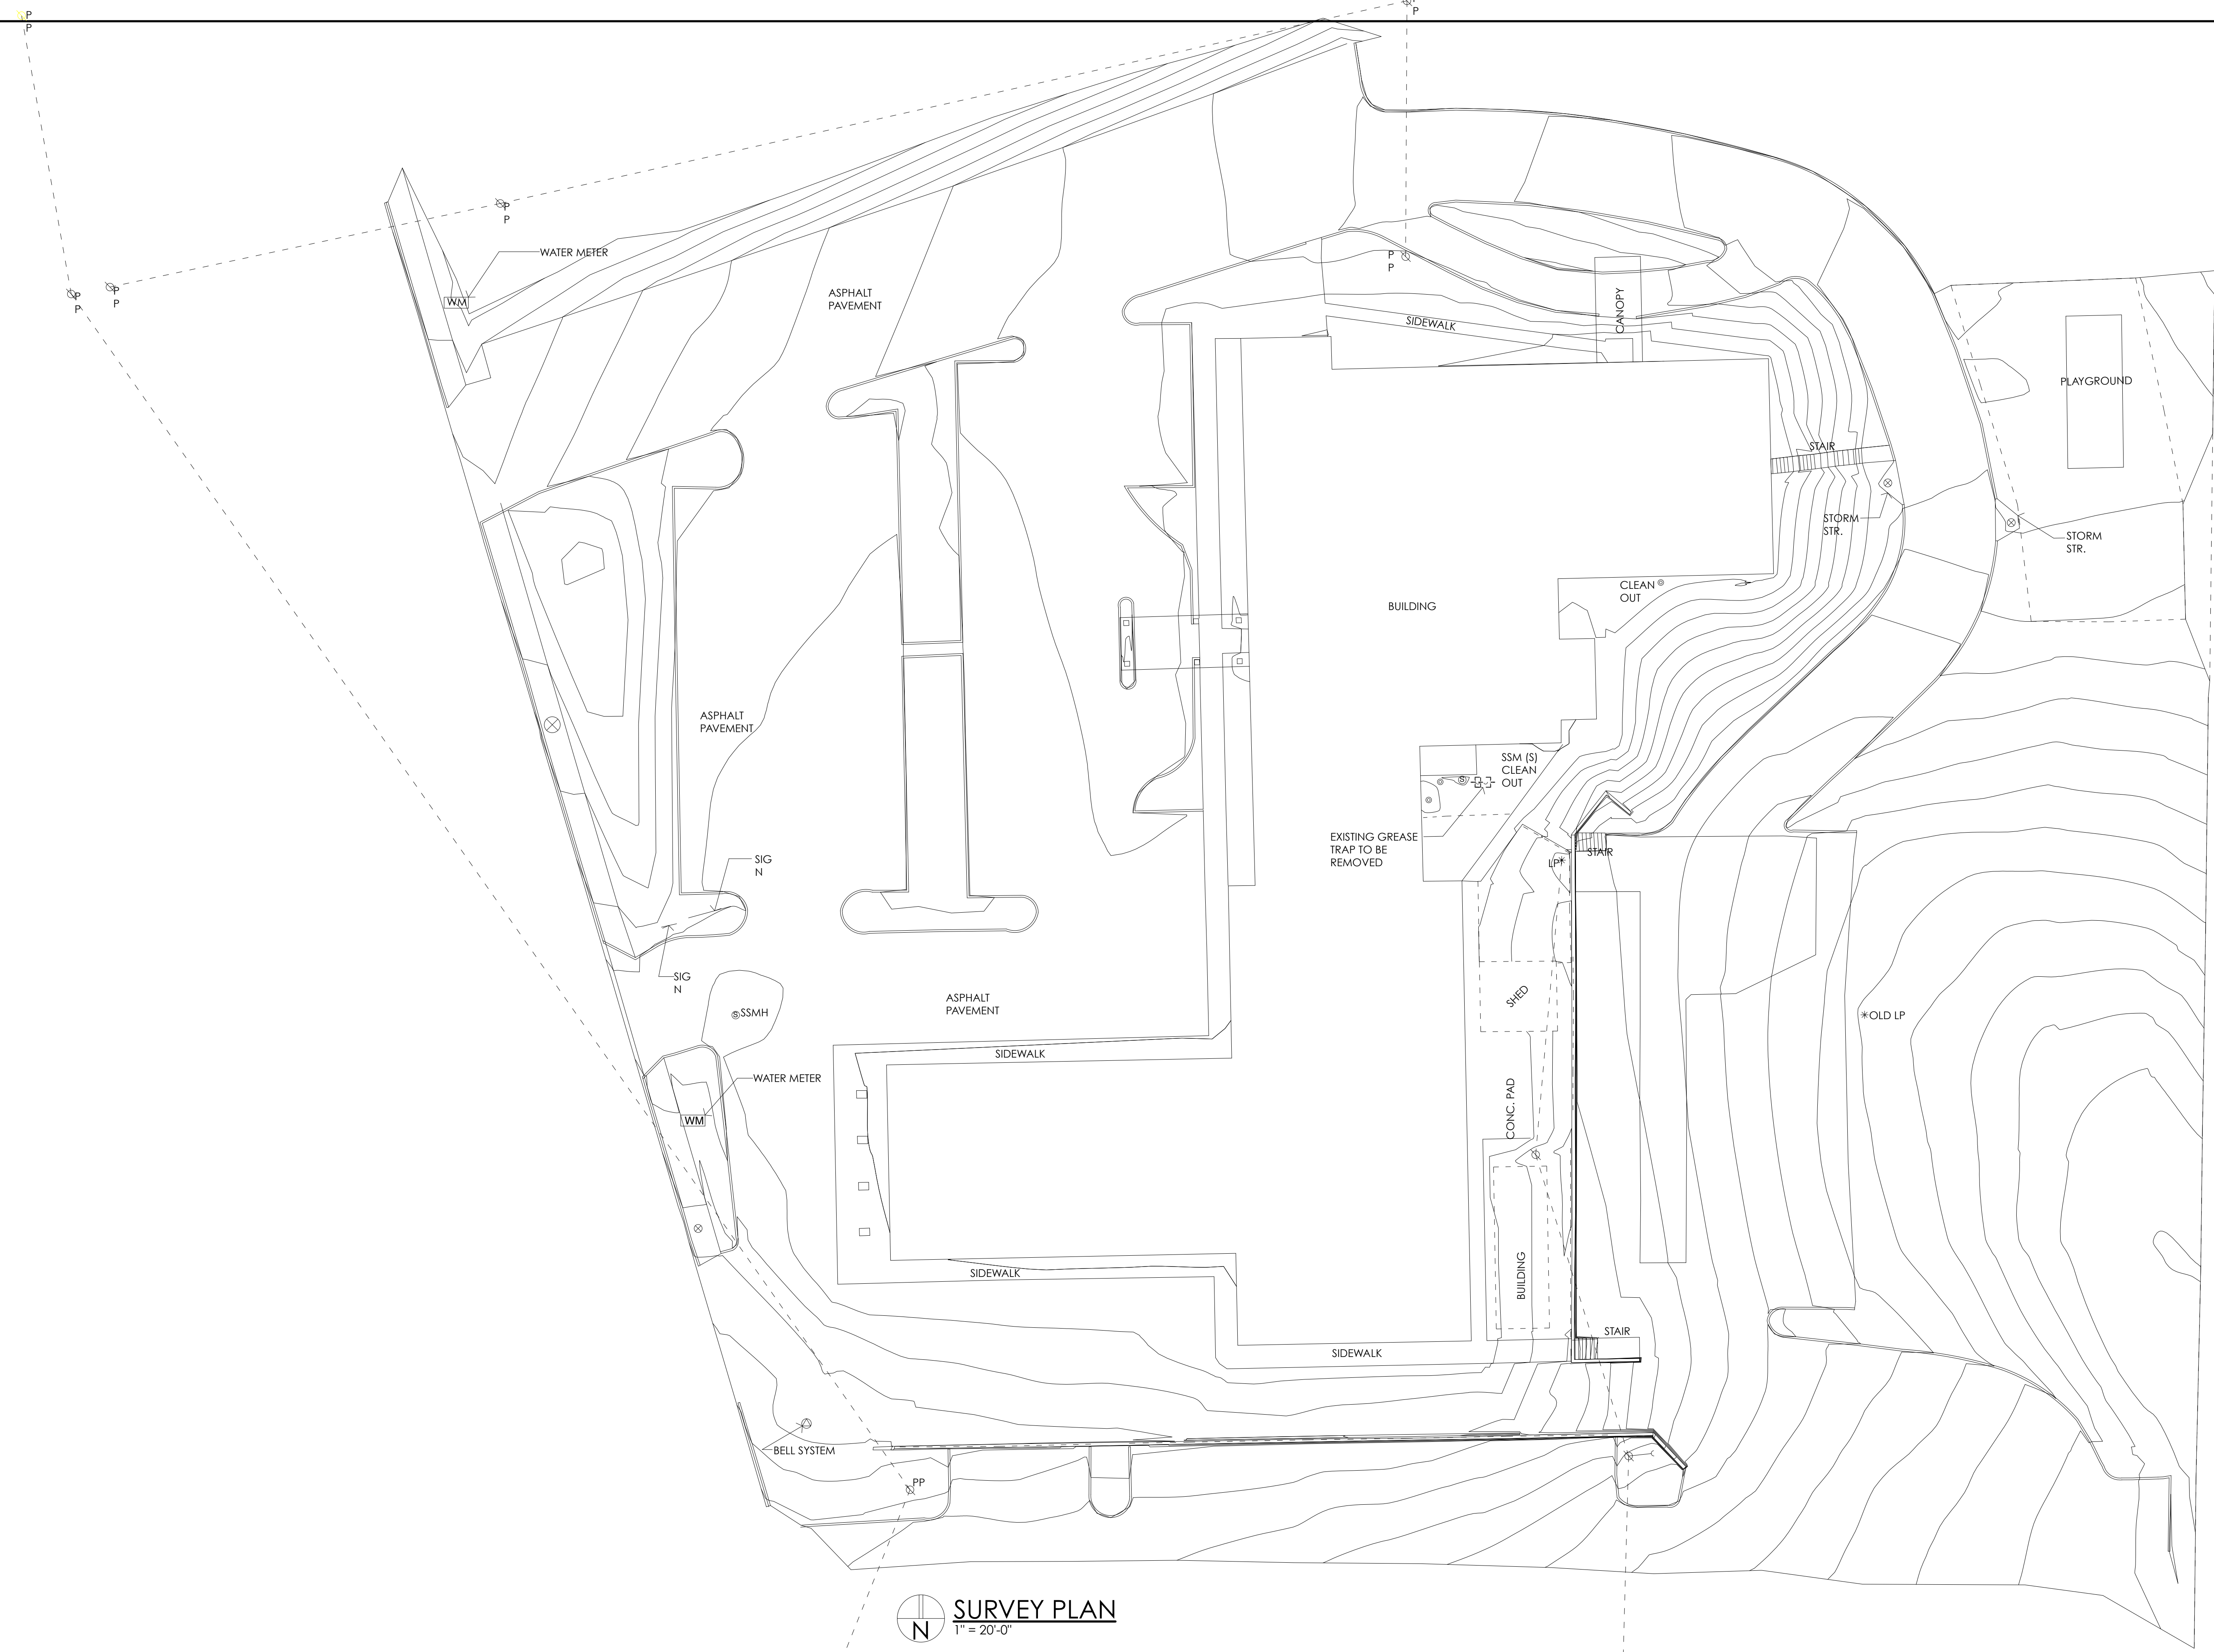 P
P
P
P
P
P
WATER METER
WM
P
P
P
P
P
P
ASPHALT
PAVEMENT
CANOPY
SIDEWALK
PLAYGROUND
STAIR
STORM
STR.
STORM
STR.
CLEAN
OUT
BUILDING
ASPHALT
PAVEMENT
SSM (S)
CLEAN
OUT
S
EXISTING GREASE
TRAP TO BE
REMOVED
LP
STAIR
SIG
N
SIG
N
SHED
ASPHALT
PAVEMENT
S
SSMH
OLD LP
SIDEWALK
WATER METER
WM
CONC. PAD
SIDEWALK
BUILDING
STAIR
SIDEWALK
BELL SYSTEM
PP
SURVEY PLAN
1" = 20'-0"
N